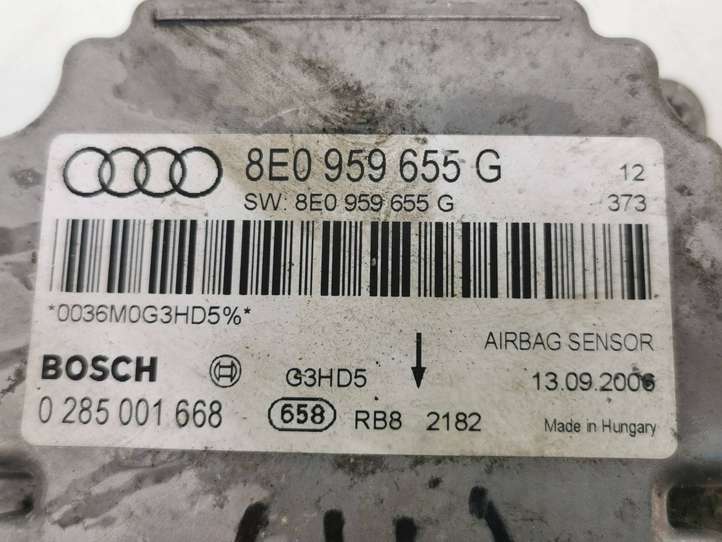 8E0 959 655 G 12
SW: 8E0 959 655 G 373
*0036M0G3HD5%*
AIRBAG SENSOR
BOSCH G3HD5 13.09.2006
0 285 001 668 658 RB8 2182 Made in Hungary